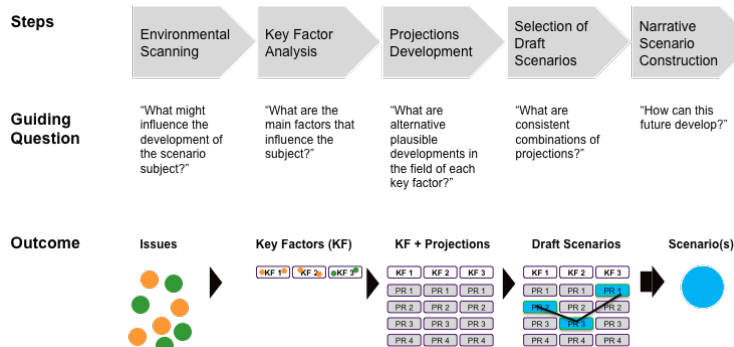 Steps
Environmental
Scanning
Key Factor
Analysis
Projections
Development
Selection of
Draft
Scenarios
Narrative
Scenario
Construction
Guiding
Question
“What might
influence the
development of
the scenario
subject?”
“What are the
main factors that
influence the
subject?”
“What are
alternative
plausible
developments in
the field of each
key factor?”
“What are
consistent
combinations of
projections?”
“How can this
future develop?”
Outcome
Issues
Key Factors (KF)
KF + Projections
Draft Scenarios
Scenario(s)
KF 1 KF 2 KF 3
KF 1 KF 2 KF 3
PR 1 PR 1 PR 1
PR 2 PR 2 PR 2
PR 3 PR 3 PR 3
PR 4 PR 4 PR 4
KF 1 KF 2 KF 3
PR 1 PR 1 PR 1
PR 2 PR 2 PR 2
PR 3 PR 3 PR 3
PR 4 PR 4 PR 4